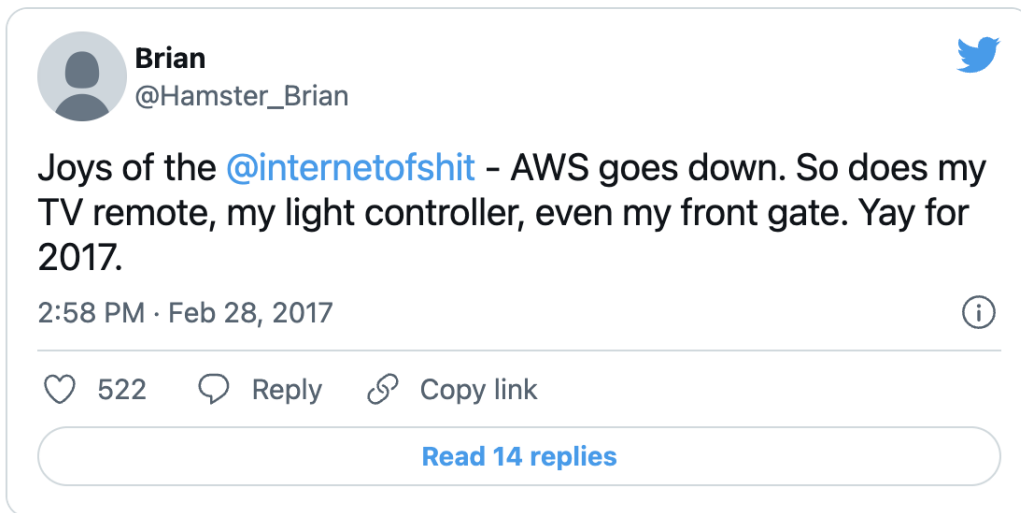 Brian
@Hamster_Brian
Joys of the @internetofshit - AWS goes down. So does my
TV remote, my light controller, even my front gate. Yay for
2017.
2:58 PM · Feb 28, 2017
522 Reply Copy link
Read 14 replies